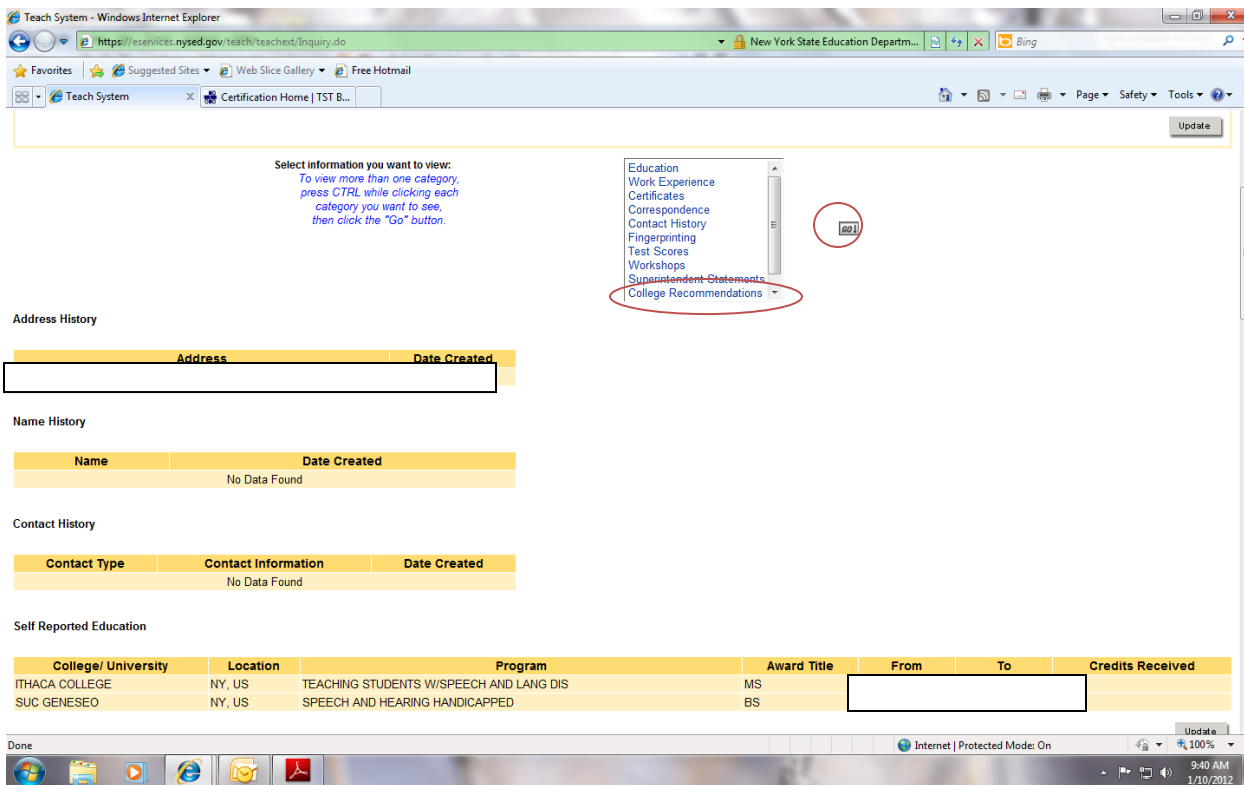 Teach System - Windows Internet Explorer
https://eservices.nysed.gov/teach/teachext/Inquiry.do
New York State Education Departm...
Bing
Favorites
Suggested Sites
Web Slice Gallery
Free Hotmail
Teach System
Certification Home | TST B...
Page
Safety
Tools
Update
Select information you want to view:
To view more than one category,
press CTRL while clicking each
category you want to see,
then click the "Go" button.
Education
Work Experience
Certificates
Correspondence
Contact History
Fingerprinting
Test Scores
Workshops
Superintendent Statements
College Recommendations
GO
Address History
Address Date Created
Name History
Name Date Created
No Data Found
Contact History
Contact Type Contact Information Date Created
No Data Found
Self Reported Education
College/ University Location Program Award Title From To Credits Received
ITHACA COLLEGE NY, US TEACHING STUDENTS W/SPEECH AND LANG DIS MS
SUC GENESEO NY, US SPEECH AND HEARING HANDICAPPED BS
Update
Done
Internet | Protected Mode: On
100%
9:40 AM
1/10/2012